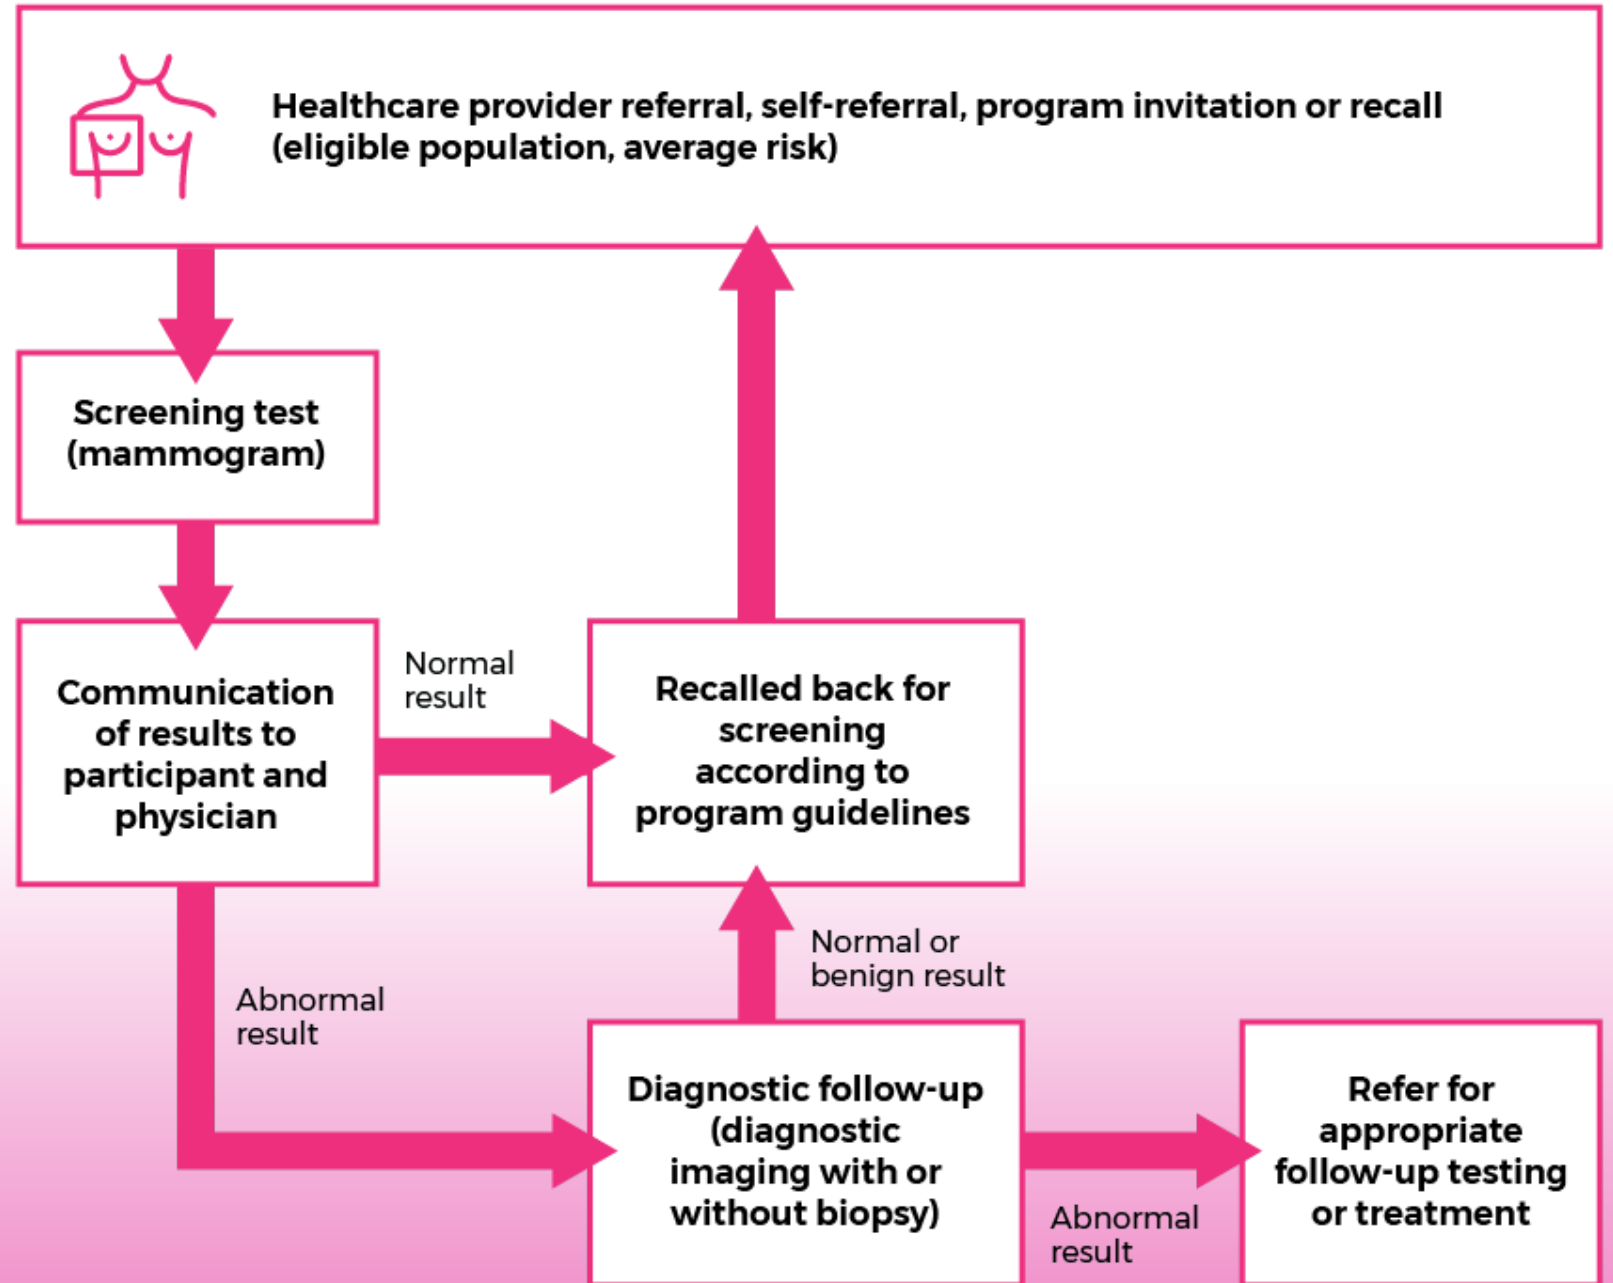 Healthcare provider referral, self-referral, program invitation or recall
(eligible population, average risk)
Screening test
(mammogram)
Communication
of results to
participant and
physician
Normal
result
Recalled back for
screening
according to
program guidelines
Abnormal
result
Normal or
benign result
Diagnostic follow-up
(diagnostic
imaging with or
without biopsy)
Abnormal
result
Refer for
appropriate
follow-up testing
or treatment